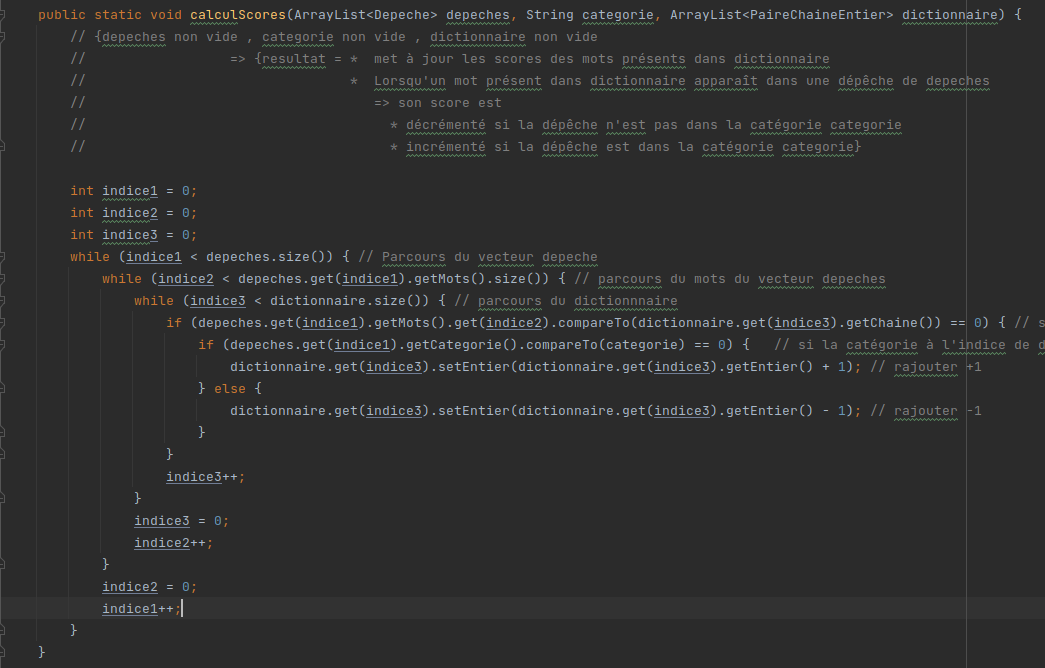 public static void calculScores(ArrayList<Depeche> depeches, String categorie, ArrayList<PaireChaineEntier> dictionnaire) {
// {depeches non vide , categorie non vide , dictionnaire non vide
// => {resultat = * met à jour les scores des mots présents dans dictionnaire
// * Lorsqu'un mot présent dans dictionnaire apparaît dans une dépêche de depeches
// => son score est
// * décrémenté si la dépêche n'est pas dans la catégorie categorie
// * incrémenté si la dépêche est dans la catégorie categorie}
int indice1 = 0;
int indice2 = 0;
int indice3 = 0;
while (indice1 < depeches.size()) { // Parcours du vecteur depeche
while (indice2 < depeches.get(indice1).getMots().size()) { // parcours du mots du vecteur depeches
while (indice3 < dictionnaire.size()) { // parcours du dictionnnaire
if (depeches.get(indice1).getMots().get(indice2).compareTo(dictionnaire.get(indice3).getChaine()) == 0) { // s
if (depeches.get(indice1).getCategorie().compareTo(categorie) == 0) { // si la catégorie à l'indice de d
dictionnaire.get(indice3).setEntier(dictionnaire.get(indice3).getEntier() + 1); // rajouter +1
} else {
dictionnaire.get(indice3).setEntier(dictionnaire.get(indice3).getEntier() - 1); // rajouter -1
}
}
indice3++;
}
indice3 = 0;
indice2++;
}
indice2 = 0;
indice1++;
}
}